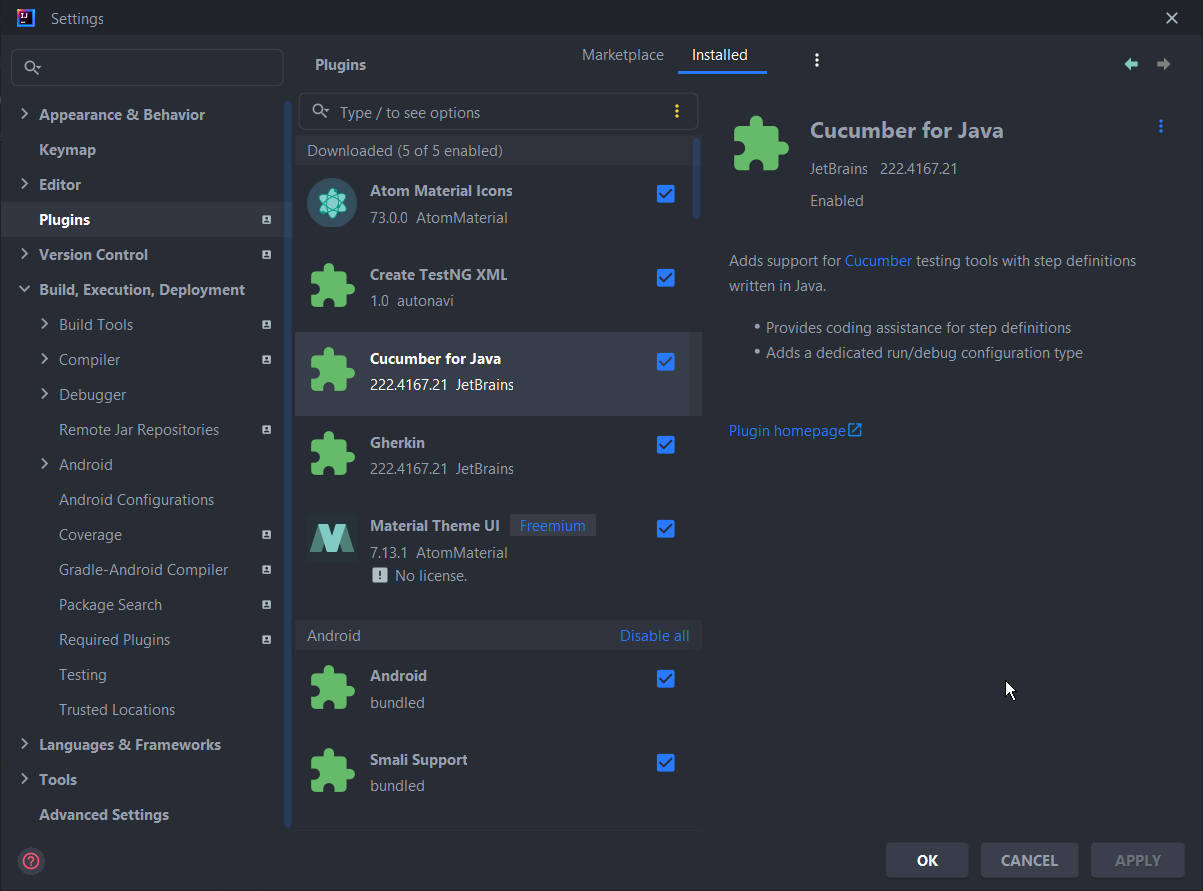 Settings
Appearance & Behavior
Keymap
Editor
Plugins
Version Control
Build, Execution, Deployment
Build Tools
Compiler
Debugger
Remote Jar Repositories
Android
Android Configurations
Coverage
Gradle-Android Compiler
Package Search
Required Plugins
Testing
Trusted Locations
Languages & Frameworks
Tools
Advanced Settings
Plugins
Marketplace
Installed
Type / to see options
Downloaded (5 of 5 enabled)
Atom Material Icons
73.0.0 AtomMaterial
Create TestNG XML
1.0 autonavi
Cucumber for Java
222.4167.21 JetBrains
Gherkin
222.4167.21 JetBrains
Material Theme UI Freemium
7.13.1 AtomMaterial
No license.
Android Disable all
Android
bundled
Smali Support
bundled
Cucumber for Java
JetBrains 222.4167.21
Enabled
Adds support for Cucumber testing tools with step definitions
written in Java.
• Provides coding assistance for step definitions
• Adds a dedicated run/debug configuration type
Plugin homepage
OK
CANCEL
APPLY